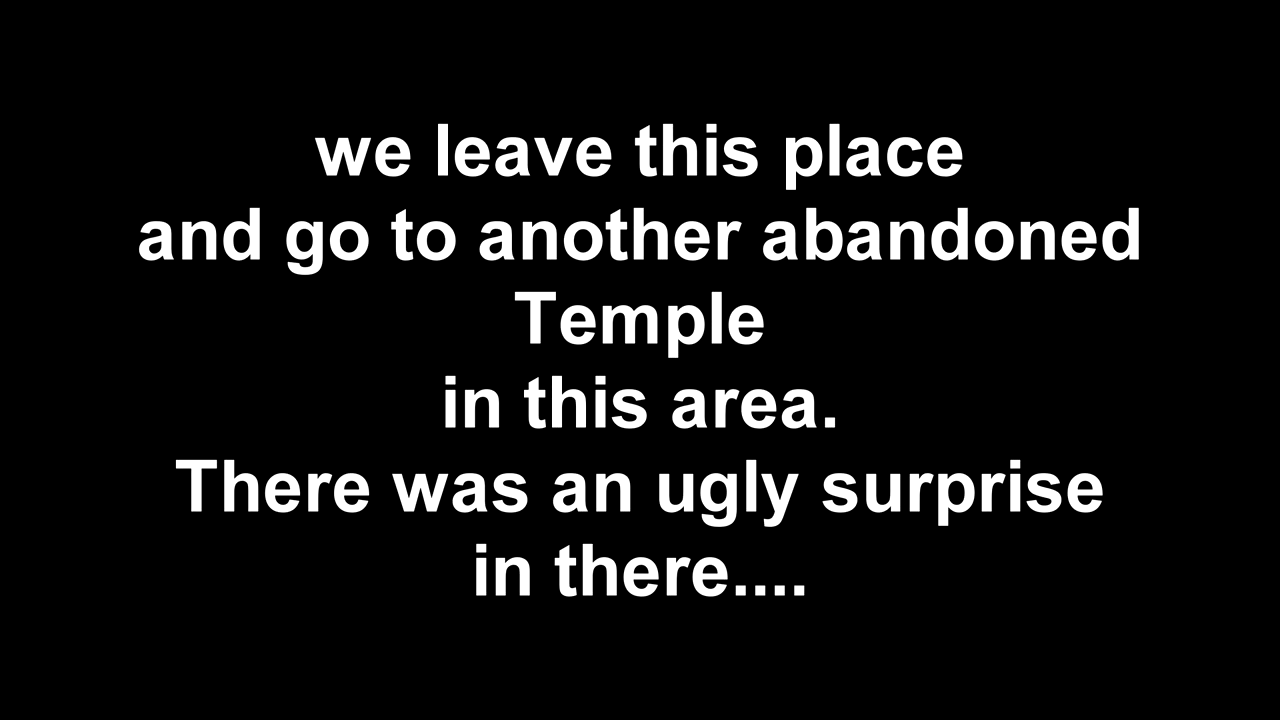 we leave this place
and go to another abandoned
Temple
in this area.
There was an ugly surprise
in there....